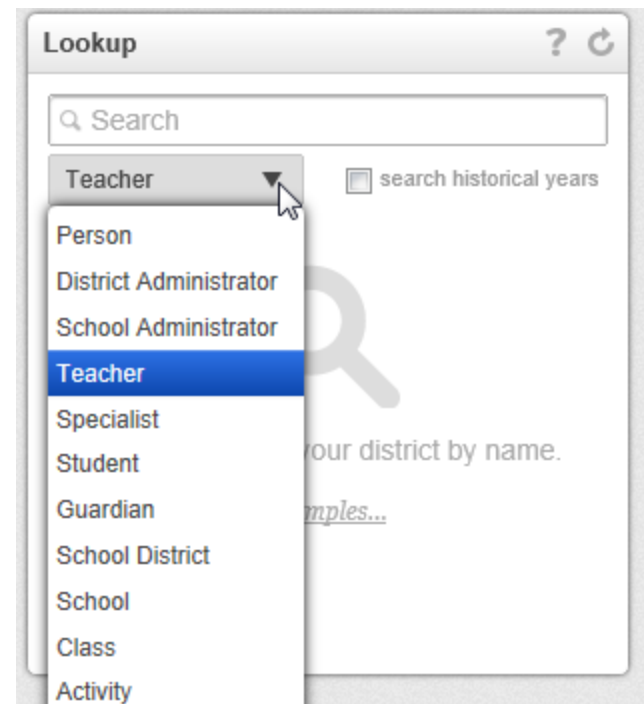 Lookup ?
Search
Teacher search historical years
Person
District Administrator
School Administrator
Teacher
Specialist
your district by name.
Student
Guardian
School District
School
Class
Activity